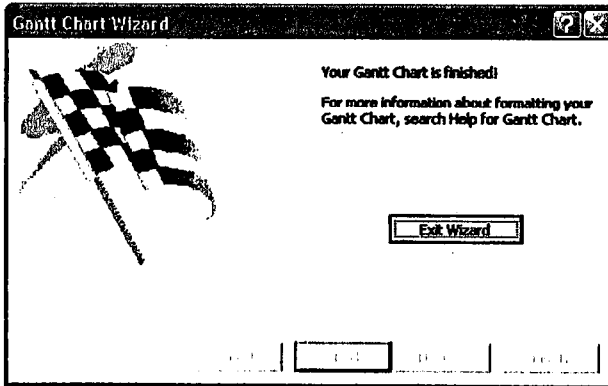 Gantt Chart Wizard
Your Gantt Chart is finished!
For more information about formatting your
Gantt Chart, search Help for Gantt Chart.
Exit Wizard